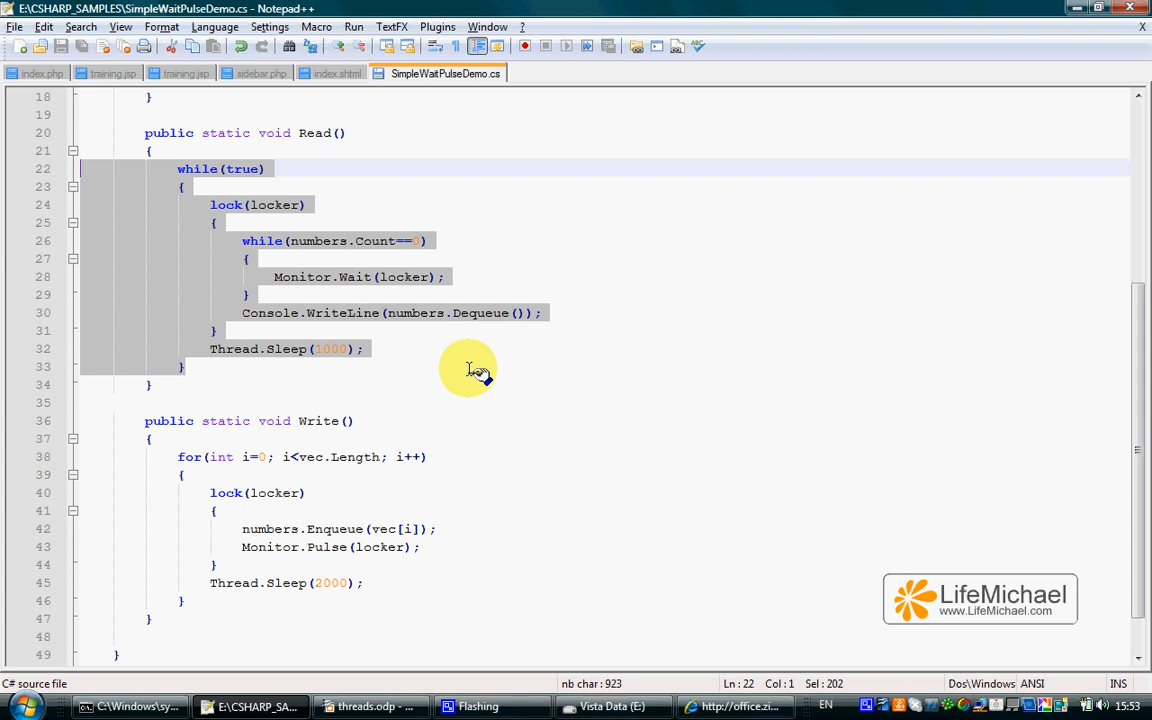 E:\CSHARP_SAMPLES\SimpleWaitPulseDemo.cs - Notepad++
File Edit Search View Format Language Settings Macro Run TextFX Plugins Window ? X
index.php training.jsp training.jsp sidebar.php index.shtml SimpleWaitPulseDemo.cs
18 }
19
20 public static void Read()
21 {
22 while(true)
23 {
24 lock(locker)
25 {
26 while(numbers.Count==0)
27 {
28 Monitor.Wait(locker);
29 }
30 Console.WriteLine(numbers.Dequeue());
31 }
32 Thread.Sleep(1000);
33 }
34 }
35
36 public static void Write()
37 {
38 for(int i=0; i<vec.Length; i++)
39 {
40 lock(locker)
41 {
42 numbers.Enqueue(vec[i]);
43 Monitor.Pulse(locker);
44 }
45 Thread.Sleep(2000);
46 }
47 }
48
49 }
LifeMichael
www.LifeMichael.com
C# source file nb char : 923 Ln : 22 Col : 1 Sel : 202 Dos\Windows ANSI INS
C:\Windows\sy... E:\CSHARP_SA... threads.odp - ... Flashing Vista Data (E:) http://office.zi... EN 15:53